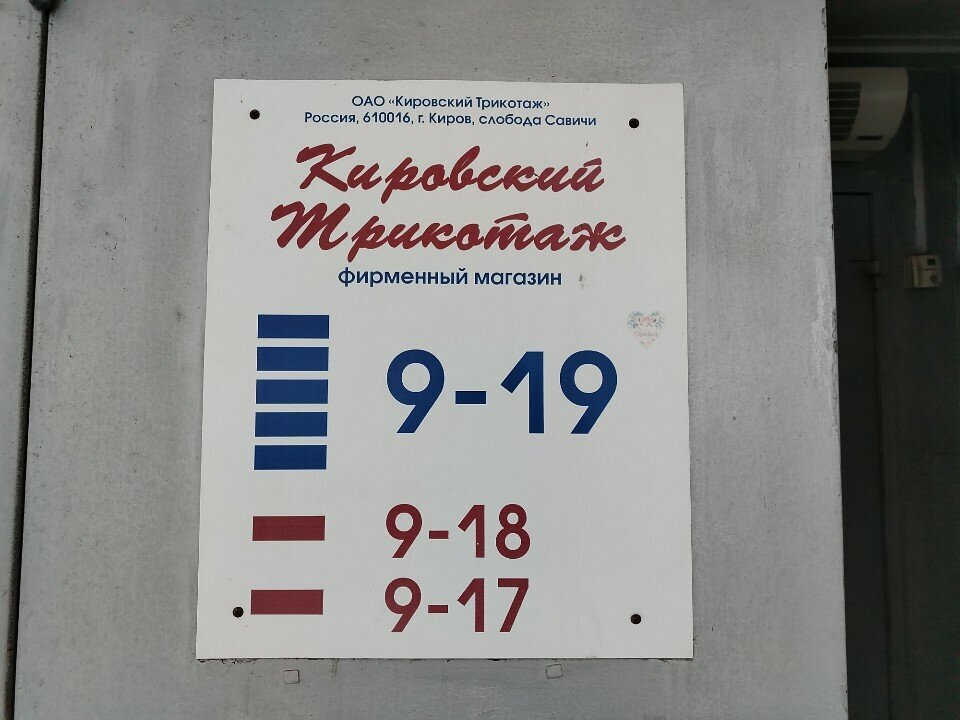 ОАО «Кировский Трикотаж»
Россия, 610016, г. Киров, слобода Савичи
Кировский
Трикотаж
фирменный магазин
9-19
9-18
9-17